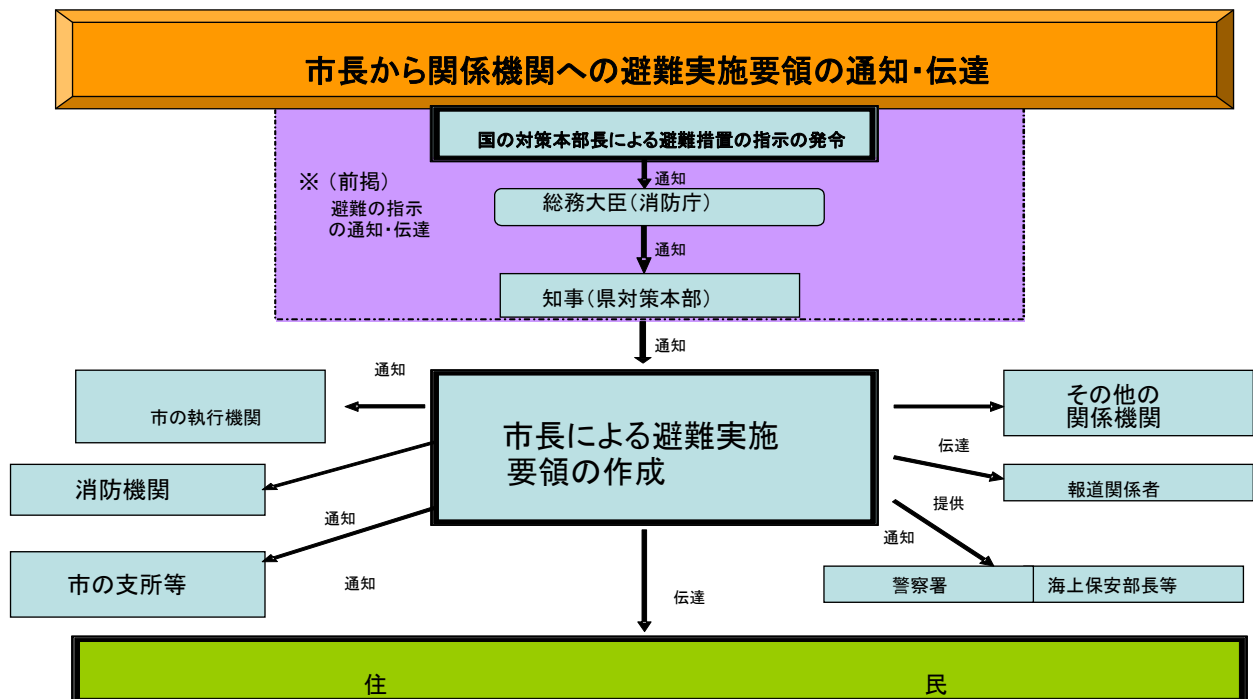 市長から関係機関への避難実施要領の通知・伝達
国の対策本部長による避難措置の指示の発令
※（前掲）
避難の指示
の通知・伝達
通知
総務大臣（消防庁）
通知
知事（県対策本部）
通知
通知
市の執行機関
市長による避難実施
要領の作成
その他の
関係機関
伝達
消防機関
報道関係者
提供
通知
通知
市の支所等
通知
伝達
警察署
海上保安部長等
住
民